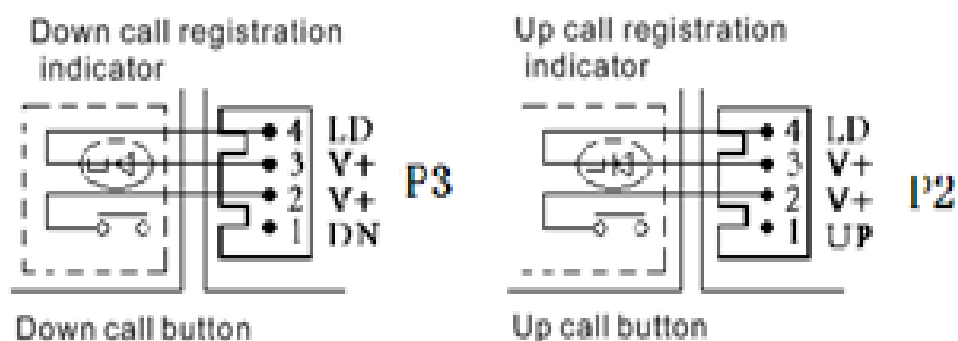 Down call registration
indicator
4 LD
3 V+
2 V+
1 DN
P3
Down call button
Up call registration
indicator
4 LD
3 V+
2 V+
1 UP
P2
Up call button